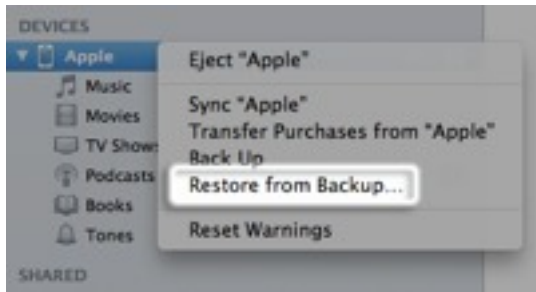 DEVICES
Apple
Music
Movies
TV Shows
Podcasts
Books
Tones
SHARED
Eject "Apple"
Sync "Apple"
Transfer Purchases from "Apple"
Back Up
Restore from Backup...
Reset Warnings